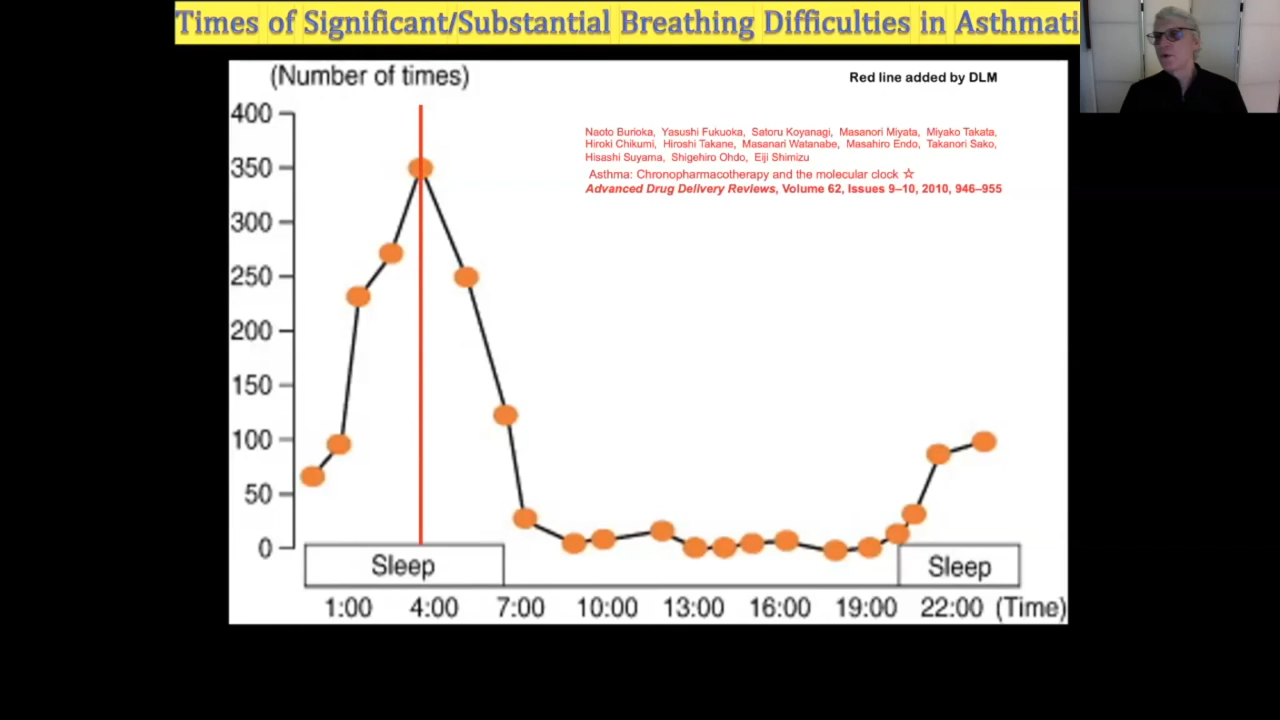 Times of Significant/Substantial Breathing Difficulties in Asthmati
(Number of times)
Red line added by DLM
400
350
300
250
200
150
100
50
0
Naoto Burioka, Yasushi Fukuoka, Satoru Koyanagi, Masanori Miyata, Miyako Takata,
Hiroki Chikumi, Hiroshi Takane, Masanari Watanabe, Masahiro Endo, Takanori Sako,
Hisashi Suyama, Shigehiro Ohdo, Eiji Shimizu
Asthma: Chronopharmacotherapy and the molecular clock ☆
Advanced Drug Delivery Reviews, Volume 62, Issues 9–10, 2010, 946–955
Sleep
Sleep
1:00 4:00 7:00 10:00 13:00 16:00 19:00 22:00 (Time)